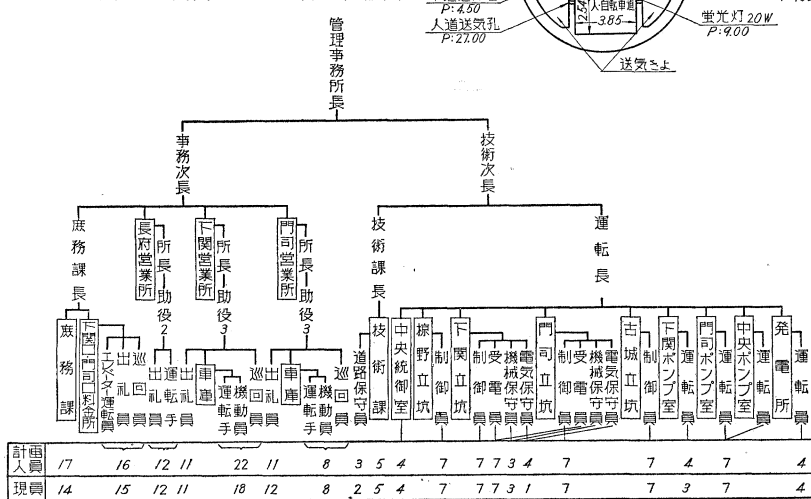 P:4.50
人道送気孔
P:27.00
2.54
人・自転車道
3.85
蛍光灯 20W
P:9.00
送気きよ
管理事務所長
事務次長
技術次長
庶務課長
長府営業所
所長
助役
2
下関営業所
所長
助役
3
門司営業所
所長
助役
3
技術課長
運転長
庶務課
下関・門司口料金所
エレベーター運転員
出札員
巡回員
出札員
運転手
出札員
車庫
運転手
機動員
巡回員
出札員
車庫
運転手
機動員
巡回員
道路保守員
技術課
中央統御室
椋野立坑
制御員
下関立坑
制御員
受電員
機械保守員
電気保守員
門司立坑
制御員
受電員
機械保守員
電気保守員
古城立坑
制御員
下関ポンプ室
運転員
門司ポンプ室
運転員
中央ポンプ室
運転員
発電所
運転員
計画人員 17 16 12 11 22 11 8 3 5 4 7 7 7 3 4 7 7 4 7 4
現員 14 15 12 11 18 12 8 2 5 4 7 7 7 3 1 7 7 3 7 4